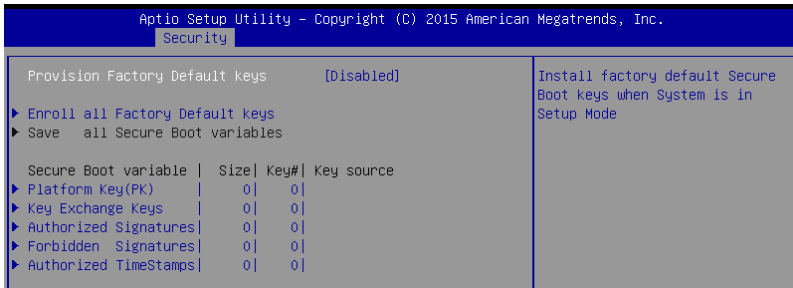 Aptio Setup Utility – Copyright (C) 2015 American Megatrends, Inc.
Security
Provision Factory Default keys [Disabled]
Enroll all Factory Default keys
Save all Secure Boot variables
Secure Boot variable | Size| Key#| Key source
Platform Key(PK) | 0| 0|
Key Exchange Keys | 0| 0|
Authorized Signatures| 0| 0|
Forbidden Signatures| 0| 0|
Authorized TimeStamps| 0| 0|
Install factory default Secure
Boot keys when System is in
Setup Mode